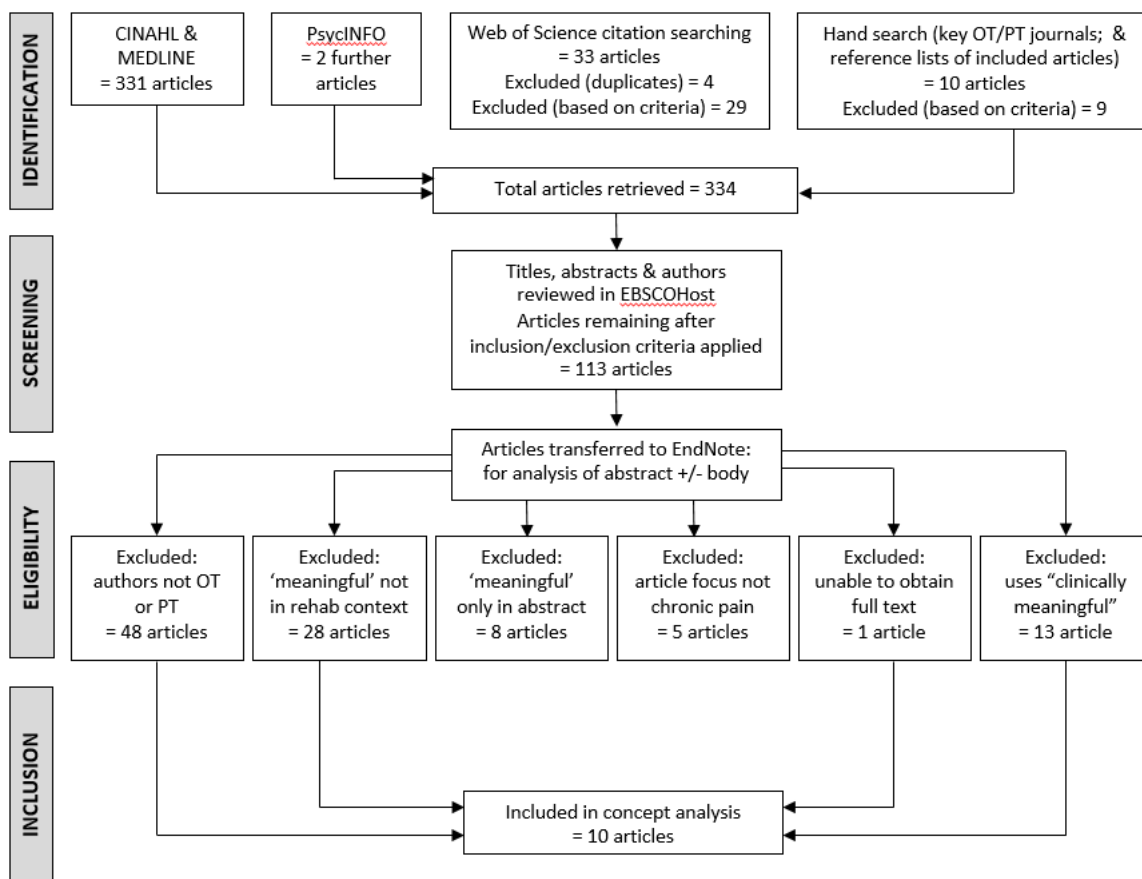 IDENTIFICATION
CINAHL &
MEDLINE
= 331 articles
PsycINFO
= 2 further
articles
Web of Science citation searching
= 33 articles
Excluded (duplicates) = 4
Excluded (based on criteria) = 29
Hand search (key OT/PT journals; &
reference lists of included articles)
= 10 articles
Excluded (based on criteria) = 9
Total articles retrieved = 334
SCREENING
Titles, abstracts & authors
reviewed in EBSCOHost
Articles remaining after
inclusion/exclusion criteria applied
= 113 articles
ELIGIBILITY
Articles transferred to EndNote:
for analysis of abstract +/- body
Excluded:
authors not OT
or PT
= 48 articles
Excluded:
‘meaningful’ not
in rehab context
= 28 articles
Excluded:
‘meaningful’
only in abstract
= 8 articles
Excluded:
article focus not
chronic pain
= 5 articles
Excluded:
unable to obtain
full text
= 1 article
Excluded:
uses “clinically
meaningful”
= 13 article
INCLUSION
Included in concept analysis
= 10 articles